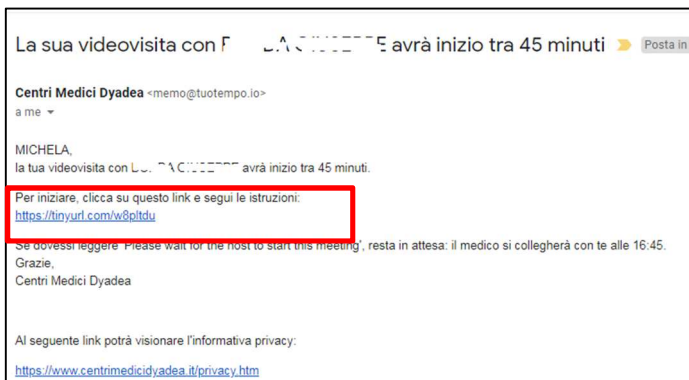 La sua videovisita con avrà inizio tra 45 minuti Posta in
Centri Medici Dyadea <memo@tuotempo.io>
a me
MICHELA,
la tua videovisita con avrà inizio tra 45 minuti.
Per iniziare, clicca su questo link e segui le istruzioni:
https://tinyurl.com/w8pltdu
Se dovessi leggere 'Please wait for the host to start this meeting', resta in attesa: il medico si collegherà con te alle 16:45.
Grazie,
Centri Medici Dyadea
Al seguente link potrà visionare l'informativa privacy:
https://www.centrimedicidyadea.it/privacy.htm